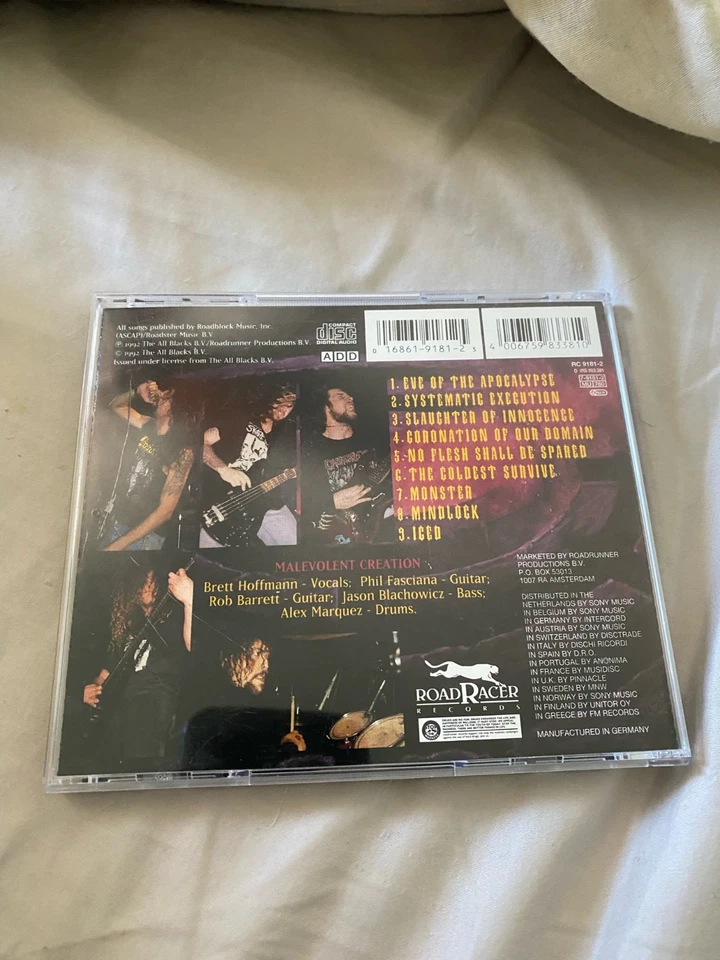 All songs published by Roadblock Music, Inc.
(ASCAP)/Roadster Music B.V
℗ 1992 The All Blacks B.V./Roadrunner Productions B.V.
© 1992 The All Blacks B.V.
Issued under license from The All Blacks B.V.
COMPACT
disc
DIGITAL AUDIO
ADD
0 16861-9181-2
4 006759 833810
RC 9181-2
1. EVE OF THE APOCALYPSE
2. SYSTEMATIC EXECUTION
3. SLAUGHTER OF INNOCENCE
4. CORONATION OF OUR DOMAIN
5. NO FLESH SHALL BE SPARED
6. THE COLDEST SURVIVE
7. MONSTER
8. MINDLOCK
9. ICED
MALEVOLENT CREATION
Brett Hoffmann - Vocals; Phil Fasciana - Guitar;
Rob Barrett - Guitar; Jason Blachowicz - Bass;
Alex Marquez - Drums.
MARKETED BY ROADRUNNER
PRODUCTIONS B.V.
P.O. BOX 53013
1007 RA AMSTERDAM
DISTRIBUTED IN THE
NETHERLANDS BY SONY MUSIC
IN BELGIUM BY SONY MUSIC
IN GERMANY BY INTERCORD
IN AUSTRIA BY SONY MUSIC
IN SWITZERLAND BY DISCTRADE
IN ITALY BY DISCHI RICORDI
IN SPAIN BY D.R.O.
IN PORTUGAL BY ANÓNIMA
IN FRANCE BY MUSIDISC
IN U.K. BY PINNACLE
IN SWEDEN BY MNW
IN NORWAY BY SONY MUSIC
IN FINLAND BY UNITOR OY
IN GREECE BY FM RECORDS
MANUFACTURED IN GERMANY
ROADRACER
RECORDS